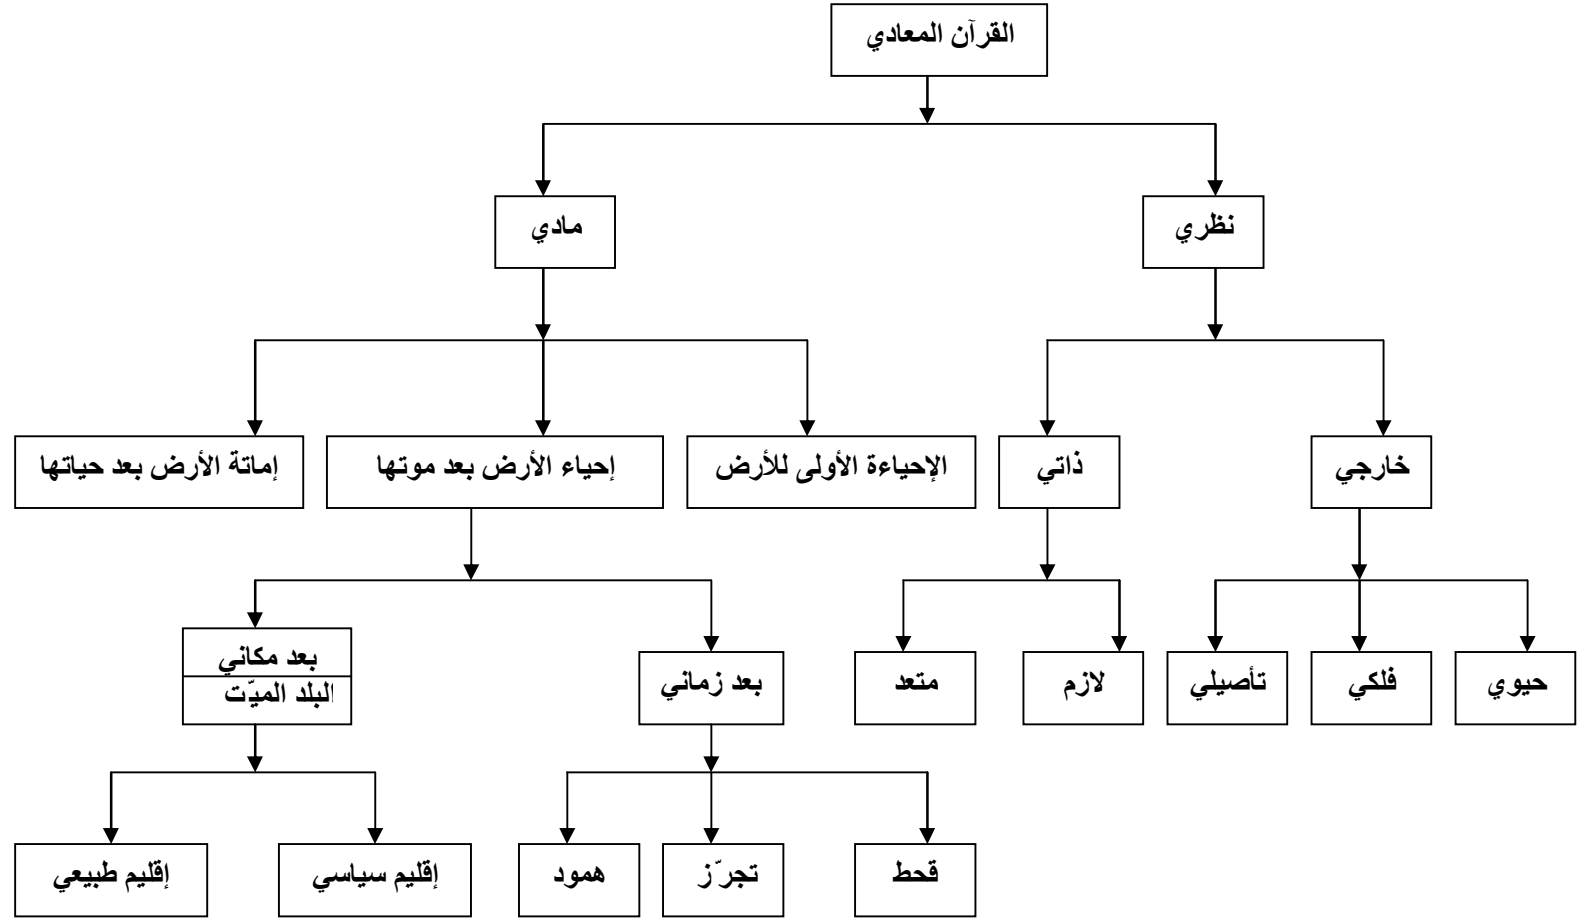 القرآن المعادي
نظري
مادي
خارجي
ذاتي
الإحياءة الأولى للأرض
إحياء الأرض بعد موتها
إماتة الأرض بعد حياتها
حيوي
فلكي
تأصيلي
لازم
متعد
بعد زماني
بعد مكاني
البلد الميّت
قحط
تجرّز
همود
إقليم سياسي
إقليم طبيعي